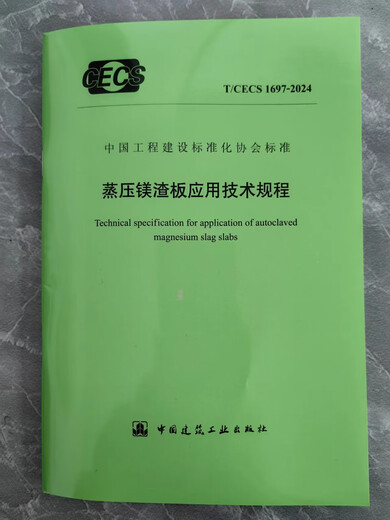 CECS
T/CECS 1697-2024
中国工程建设标准化协会标准
蒸压镁渣板应用技术规程
Technical specification for application of autoclaved
magnesium slag slabs
中国建筑工业出版社